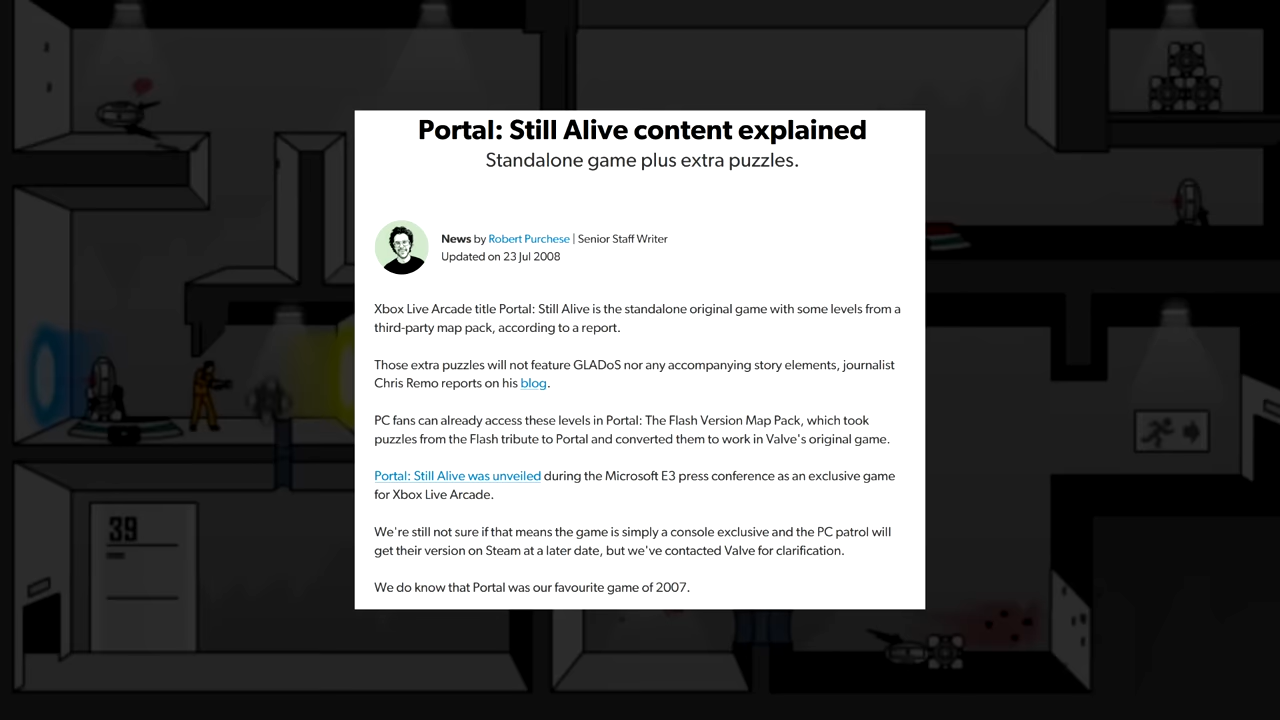 Portal: Still Alive content explained
Standalone game plus extra puzzles.
News by Robert Purchese | Senior Staff Writer
Updated on 23 Jul 2008
Xbox Live Arcade title Portal: Still Alive is the standalone original game with some levels from a
third-party map pack, according to a report.
Those extra puzzles will not feature GLADoS nor any accompanying story elements, journalist
Chris Remo reports on his blog.
PC fans can already access these levels in Portal: The Flash Version Map Pack, which took
puzzles from the Flash tribute to Portal and converted them to work in Valve's original game.
Portal: Still Alive was unveiled during the Microsoft E3 press conference as an exclusive game
for Xbox Live Arcade.
We're still not sure if that means the game is simply a console exclusive and the PC patrol will
get their version on Steam at a later date, but we've contacted Valve for clarification.
We do know that Portal was our favourite game of 2007.
39